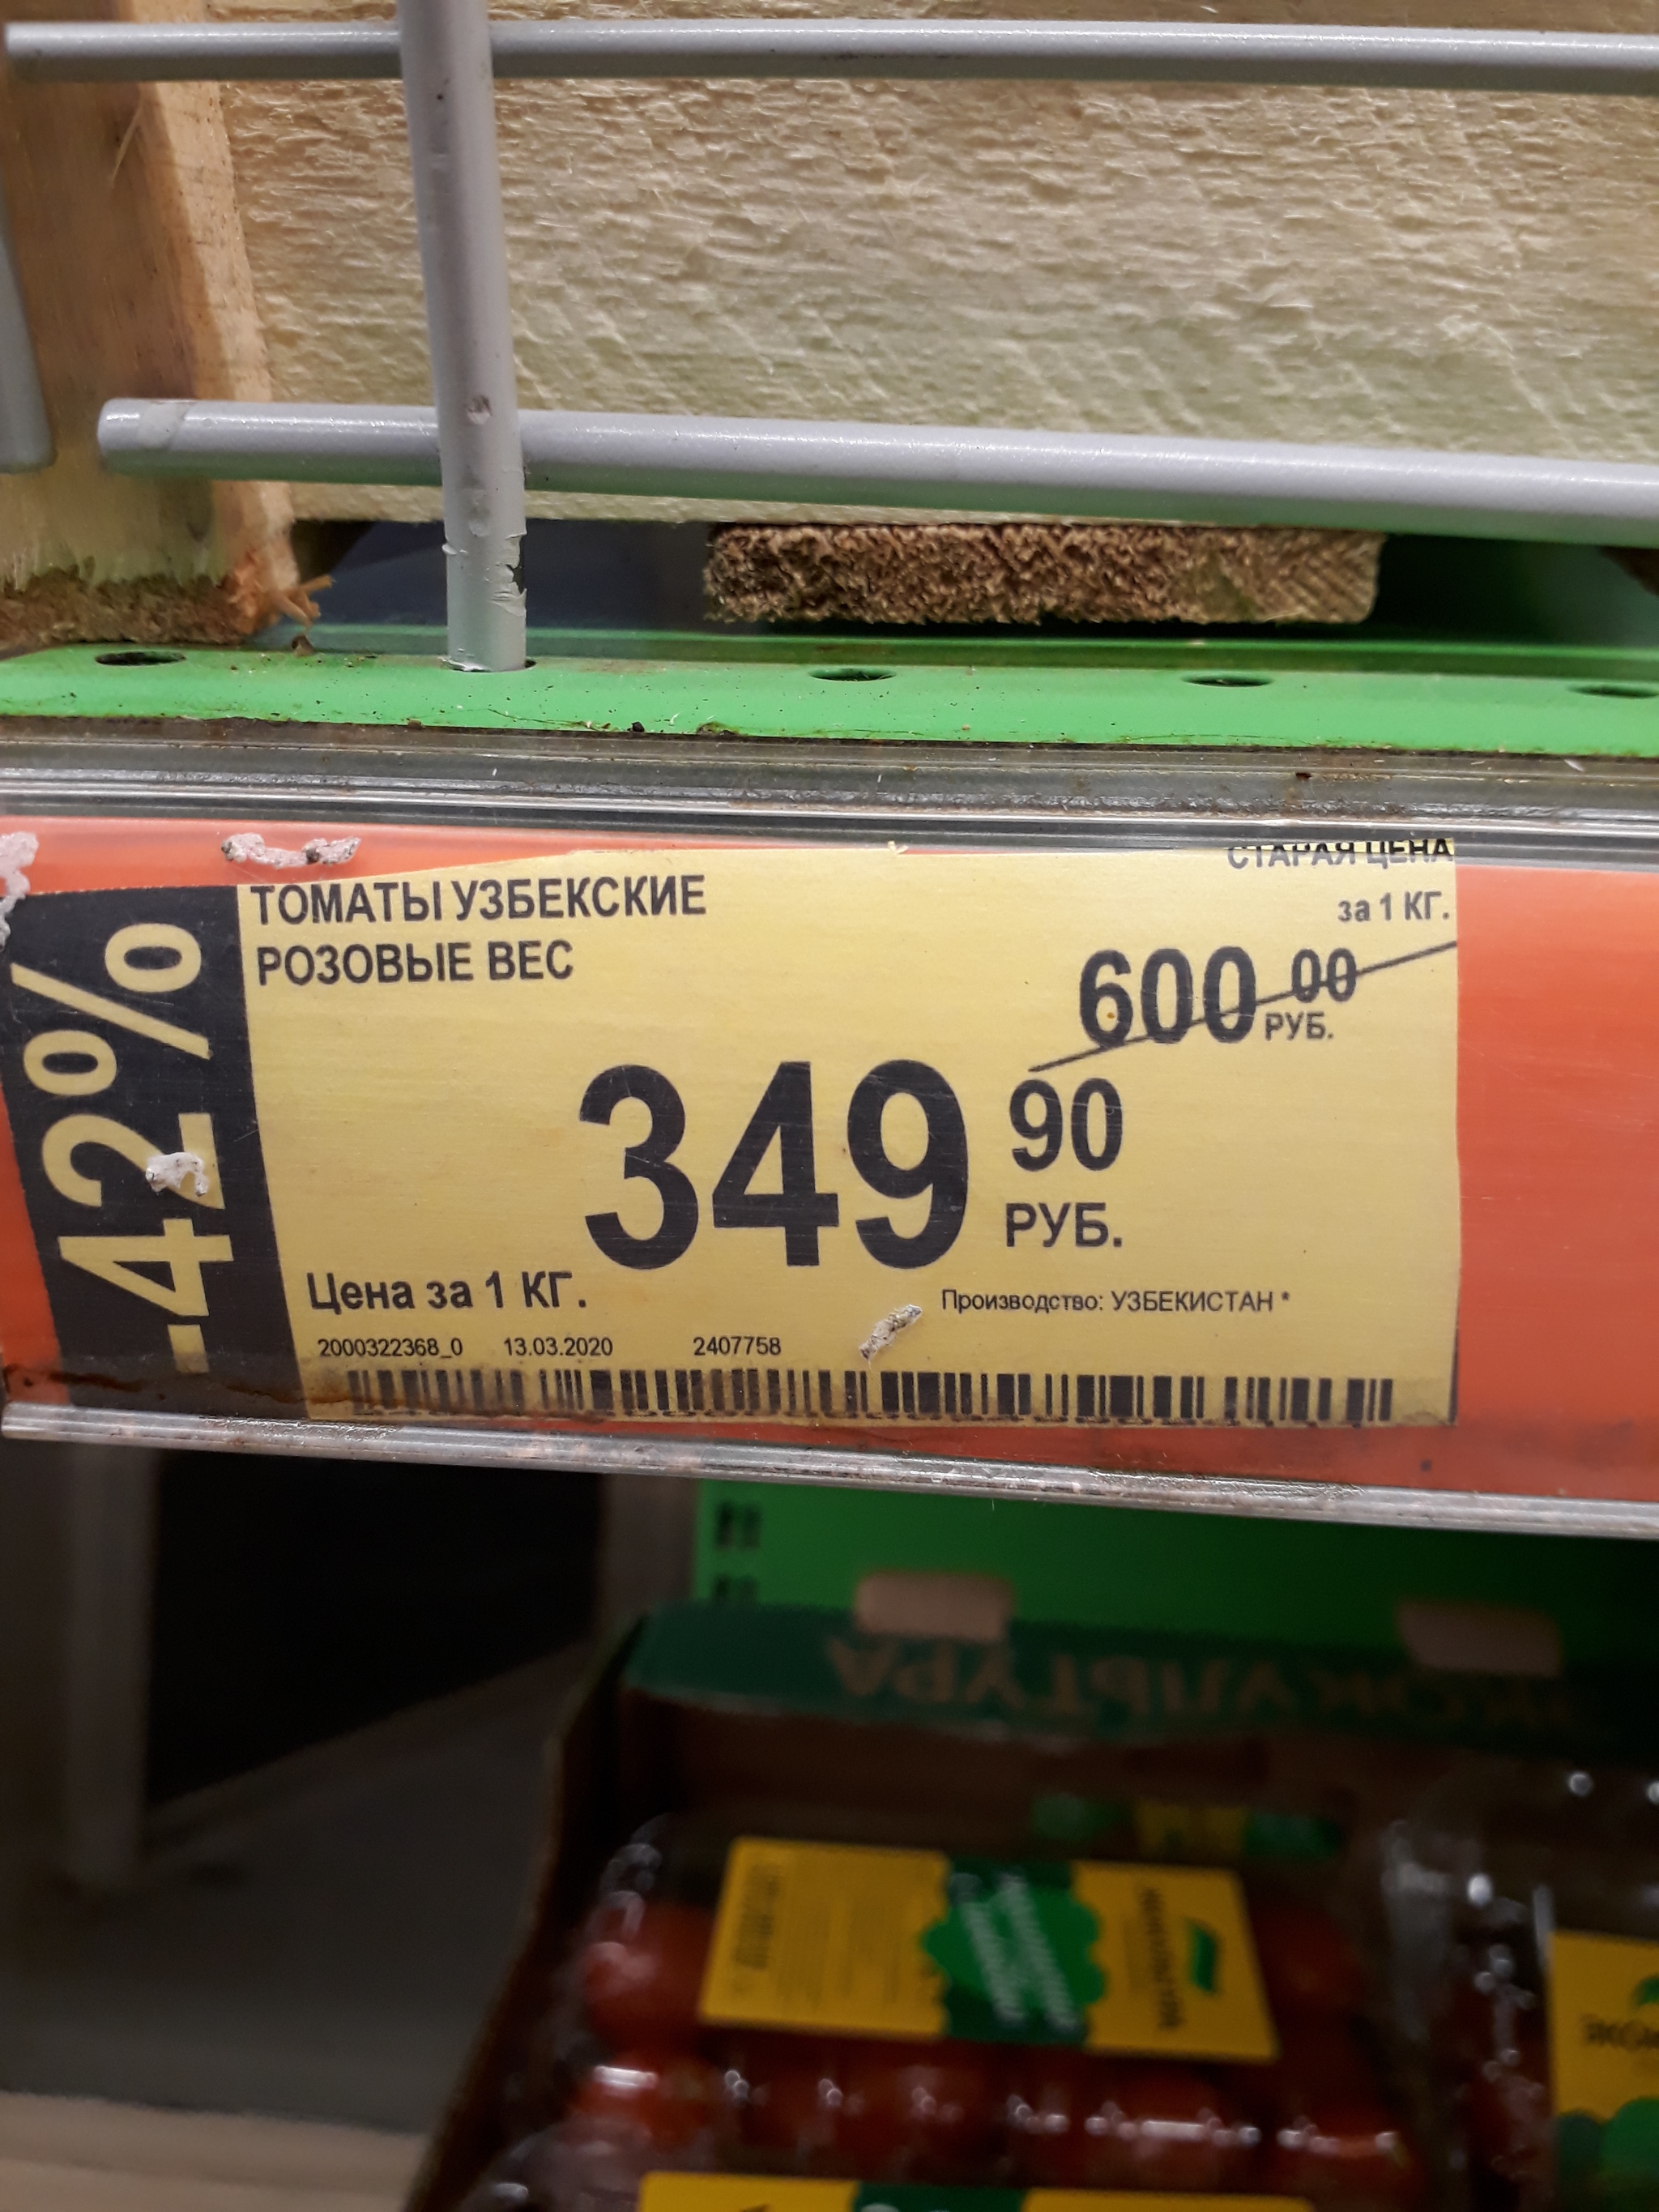 -42%
ТОМАТЫ УЗБЕКСКИЕ
РОЗОВЫЕ ВЕС
СТАРАЯ ЦЕНА
за 1 КГ.
600 00
РУБ.
349 90
РУБ.
Цена за 1 КГ.
Производство: УЗБЕКИСТАН *
2000322368_0 13.03.2020 2407758
ЭКОКУЛЬТУРА